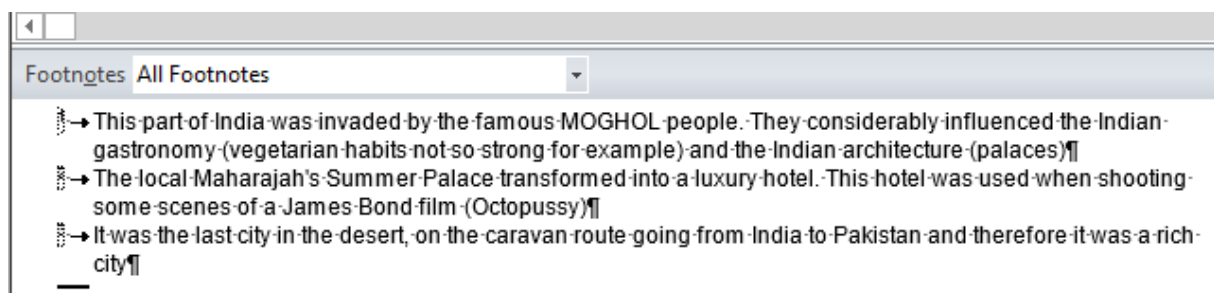 Footnotes All Footnotes
This part of India was invaded by the famous MOGHOL people. They considerably influenced the Indian
gastronomy (vegetarian habits not so strong for example) and the Indian architecture (palaces)¶
The local Maharajah's Summer Palace transformed into a luxury hotel. This hotel was used when shooting
some scenes of a James Bond film (Octopussy)¶
It was the last city in the desert, on the caravan route going from India to Pakistan and therefore it was a rich
city¶